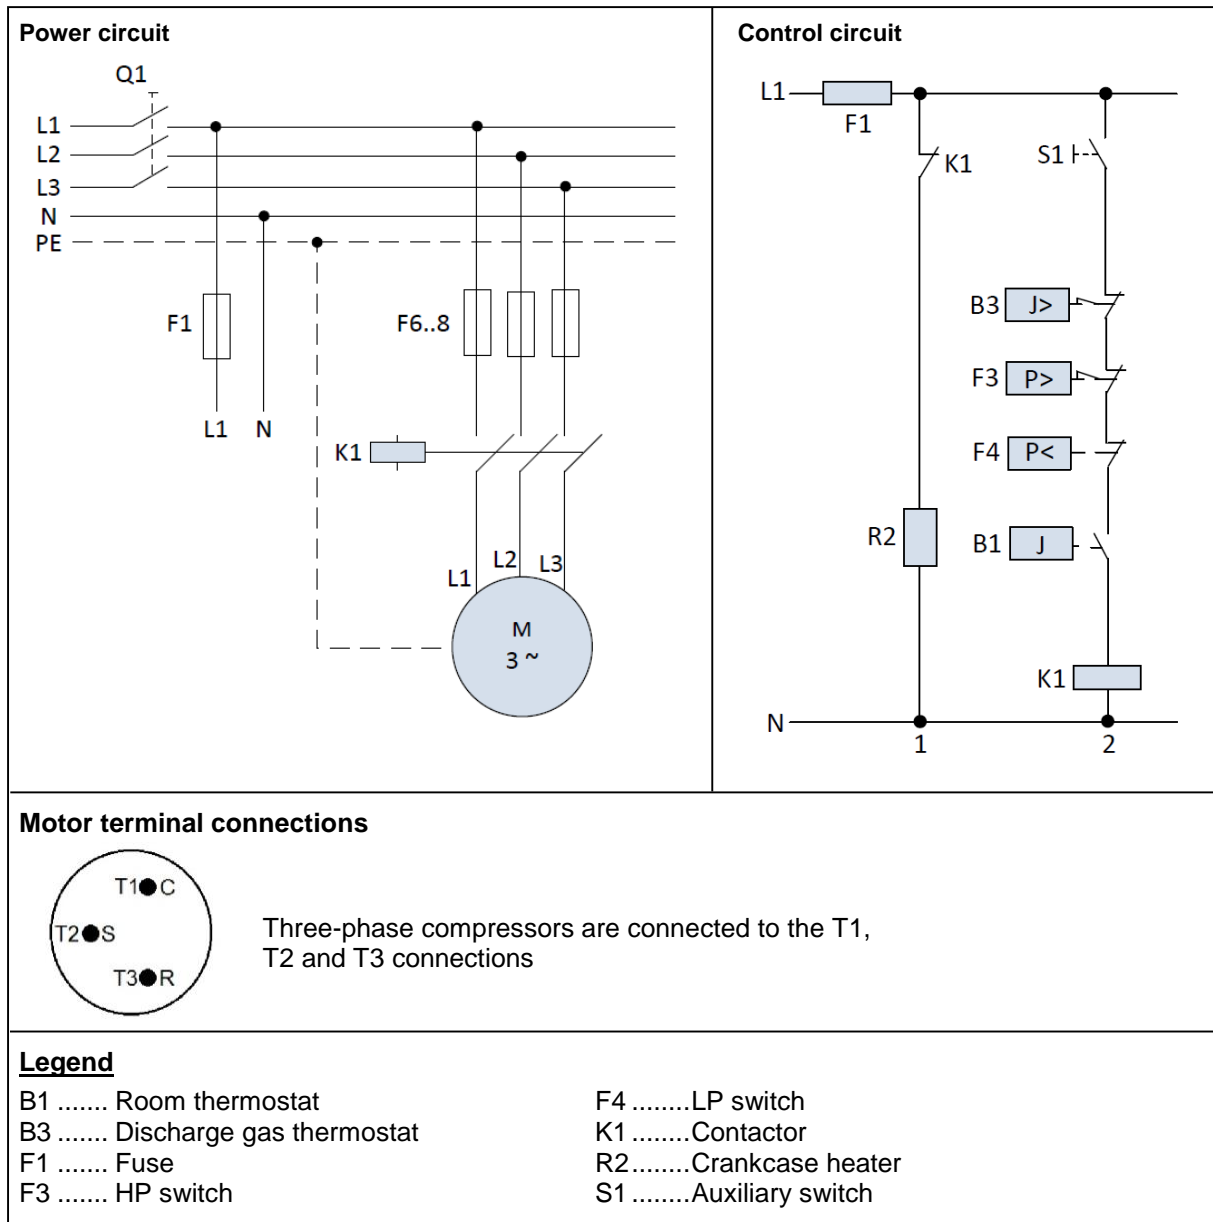 Power circuit
Q1
L1
L2
L3
N
PE
F1
F6..8
L1 N
K1
L1
L2
L3
M
3 ~
Control circuit
L1
F1
K1
S1
B3 J>
F3 P>
F4 P<
R2
B1 J
K1
N
1
2
Motor terminal connections
T1 C
T2 S
T3 R
Three-phase compressors are connected to the T1,
T2 and T3 connections
Legend
B1 ....... Room thermostat
B3 ....... Discharge gas thermostat
F1 ....... Fuse
F3 ....... HP switch
F4 ........LP switch
K1........Contactor
R2........Crankcase heater
S1........Auxiliary switch